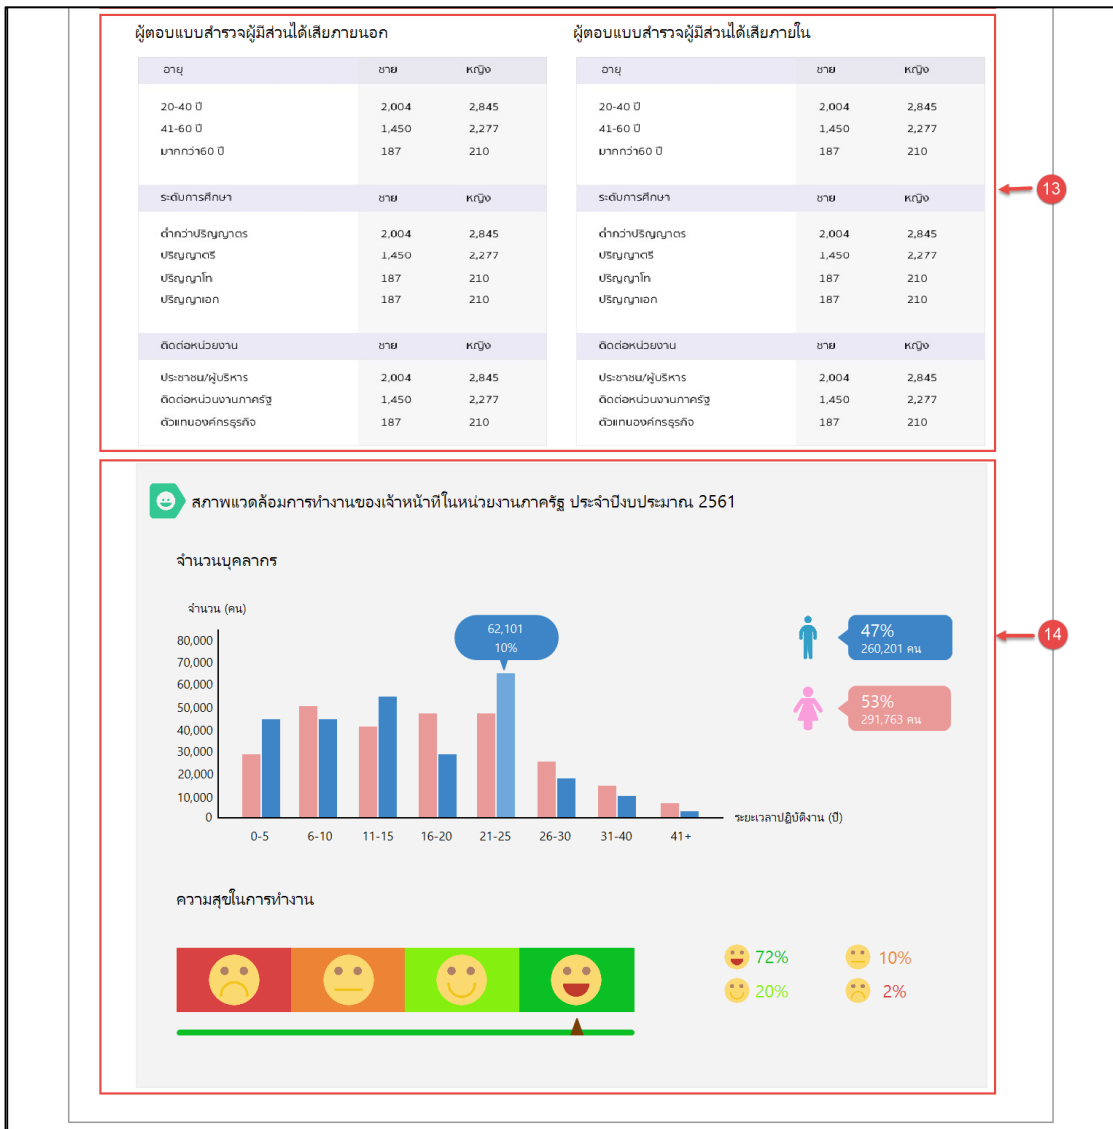 ผู้ตอบแบบสำรวจผู้มีส่วนได้เสียภายนอก
อายุ ชาย หญิง
20-40 ปี 2,004 2,845
41-60 ปี 1,450 2,277
มากกว่า60 ปี 187 210
ระดับการศึกษา ชาย หญิง
ต่ำกว่าปริญญาตร 2,004 2,845
ปริญญาตรี 1,450 2,277
ปริญญาโท 187 210
ปริญญาเอก 187 210
ติดต่อหน่วยงาน ชาย หญิง
ประชาชน/ผู้บริหาร 2,004 2,845
ติดต่อหน่วนงานภาครัฐ 1,450 2,277
ตัวแทนองค์กรธุรกิจ 187 210
ผู้ตอบแบบสำรวจผู้มีส่วนได้เสียภายใน
อายุ ชาย หญิง
20-40 ปี 2,004 2,845
41-60 ปี 1,450 2,277
มากกว่า60 ปี 187 210
ระดับการศึกษา ชาย หญิง
ต่ำกว่าปริญญาตร 2,004 2,845
ปริญญาตรี 1,450 2,277
ปริญญาโท 187 210
ปริญญาเอก 187 210
ติดต่อหน่วยงาน ชาย หญิง
ประชาชน/ผู้บริหาร 2,004 2,845
ติดต่อหน่วนงานภาครัฐ 1,450 2,277
ตัวแทนองค์กรธุรกิจ 187 210
13
สภาพแวดล้อมการทำงานของเจ้าหน้าที่ในหน่วยงานภาครัฐ ประจำปีงบประมาณ 2561
จำนวนบุคลากร
จำนวน (คน)
80,000
70,000
60,000
50,000
40,000
30,000
20,000
10,000
0
62,101
10%
0-5 6-10 11-15 16-20 21-25 26-30 31-40 41+
ระยะเวลาปฏิบัติงาน (ปี)
47%
260,201 คน
53%
291,763 คน
14
ความสุขในการทำงาน
72% 10%
20% 2%